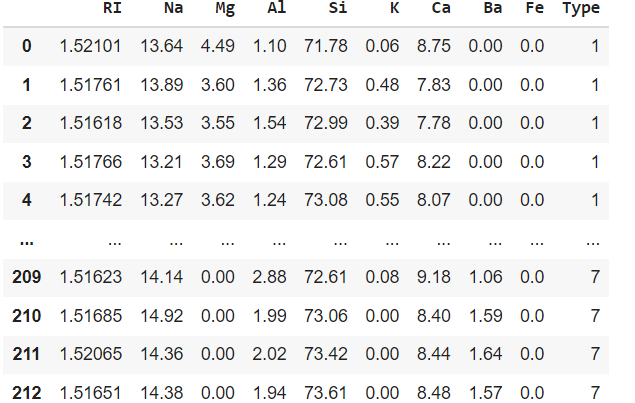 RI Na Mg Al Si K Ca Ba Fe Type
0 1.52101 13.64 4.49 1.10 71.78 0.06 8.75 0.00 0.0 1
1 1.51761 13.89 3.60 1.36 72.73 0.48 7.83 0.00 0.0 1
2 1.51618 13.53 3.55 1.54 72.99 0.39 7.78 0.00 0.0 1
3 1.51766 13.21 3.69 1.29 72.61 0.57 8.22 0.00 0.0 1
4 1.51742 13.27 3.62 1.24 73.08 0.55 8.07 0.00 0.0 1
... ... ... ... ... ... ... ... ... ... ...
209 1.51623 14.14 0.00 2.88 72.61 0.08 9.18 1.06 0.0 7
210 1.51685 14.92 0.00 1.99 73.06 0.00 8.40 1.59 0.0 7
211 1.52065 14.36 0.00 2.02 73.42 0.00 8.44 1.64 0.0 7
212 1.51651 14.38 0.00 1.94 73.61 0.00 8.48 1.57 0.0 7